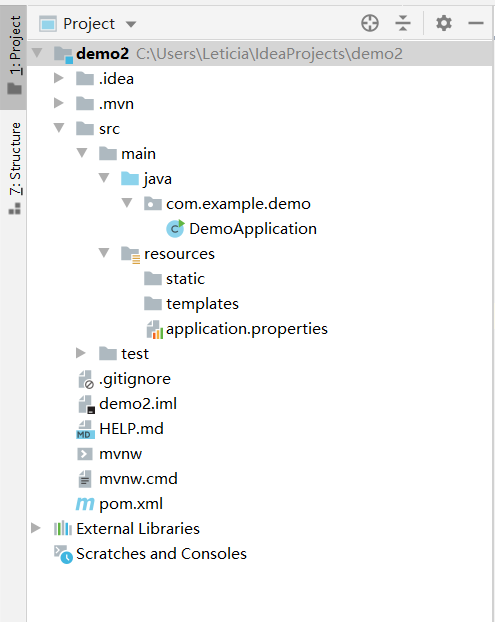 Project
1: Project
demo2 C:\Users\Leticia\IdeaProjects\demo2
.idea
.mvn
src
main
java
com.example.demo
C DemoApplication
resources
static
templates
application.properties
test
.gitignore
demo2.iml
MD HELP.md
mvnw
mvnw.cmd
m pom.xml
External Libraries
Scratches and Consoles
7: Structure